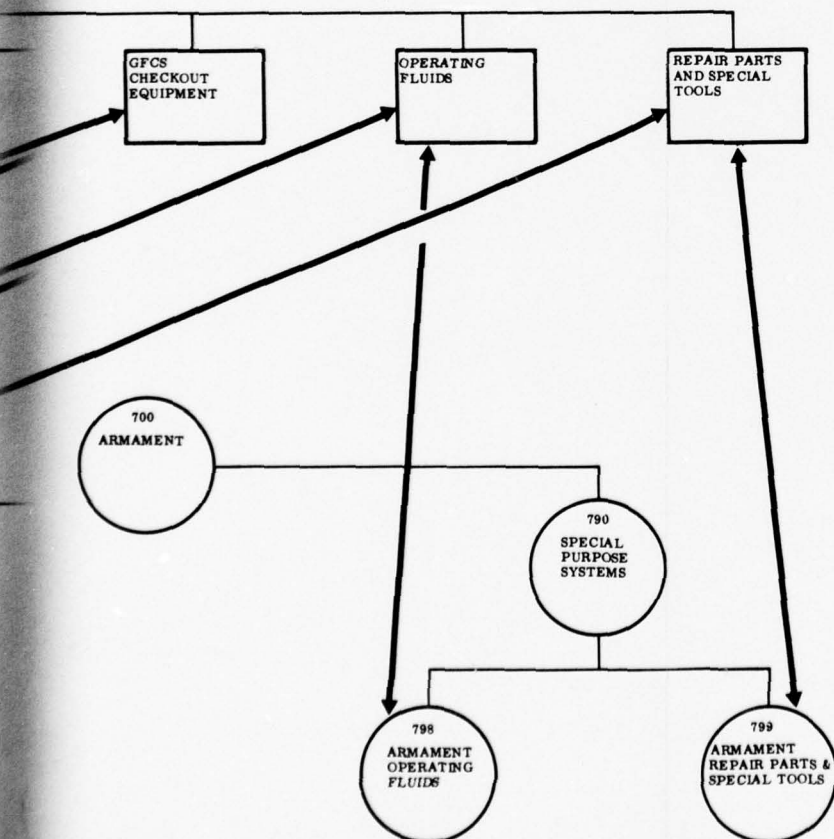 GFCS
CHECKOUT
EQUIPMENT
OPERATING
FLUIDS
REPAIR PARTS
AND SPECIAL
TOOLS
700
ARMAMENT
790
SPECIAL
PURPOSE
SYSTEMS
798
ARMAMENT
OPERATING
FLUIDS
799
ARMAMENT
REPAIR PARTS &
SPECIAL TOOLS